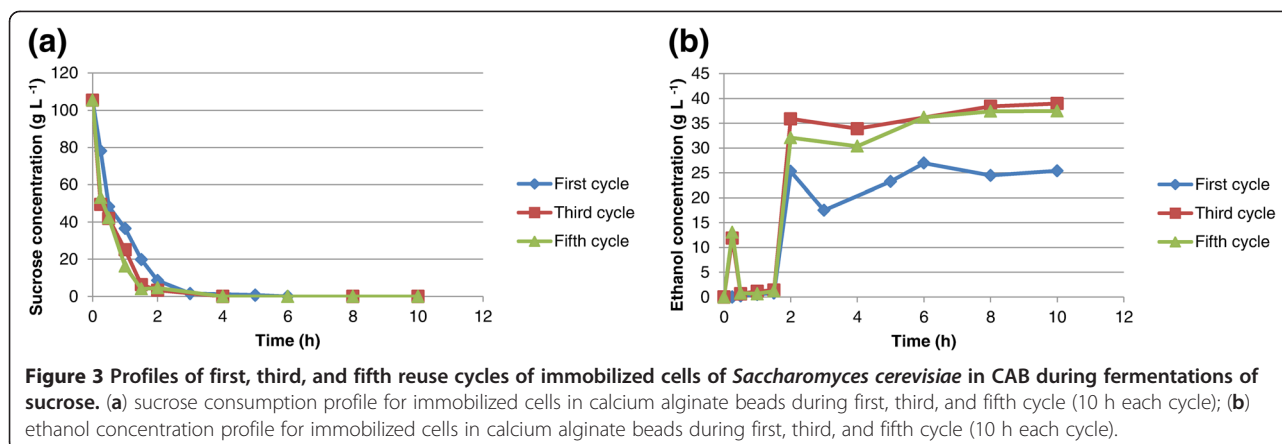 (a)
Sucrose concentration (g L -1)
120
100
80
60
40
20
0
0 2 4 6 8 10 12
Time (h)
First cycle
Third cycle
Fifth cycle
(b)
Ethanol concentration (g L -1)
45
40
35
30
25
20
15
10
5
0
0 2 4 6 8 10 12
Time (h)
First cycle
Third cycle
Fifth cycle
Figure 3 Profiles of first, third, and fifth reuse cycles of immobilized cells of Saccharomyces cerevisiae in CAB during fermentations of
sucrose. (a) sucrose consumption profile for immobilized cells in calcium alginate beads during first, third, and fifth cycle (10 h each cycle); (b)
ethanol concentration profile for immobilized cells in calcium alginate beads during first, third, and fifth cycle (10 h each cycle).